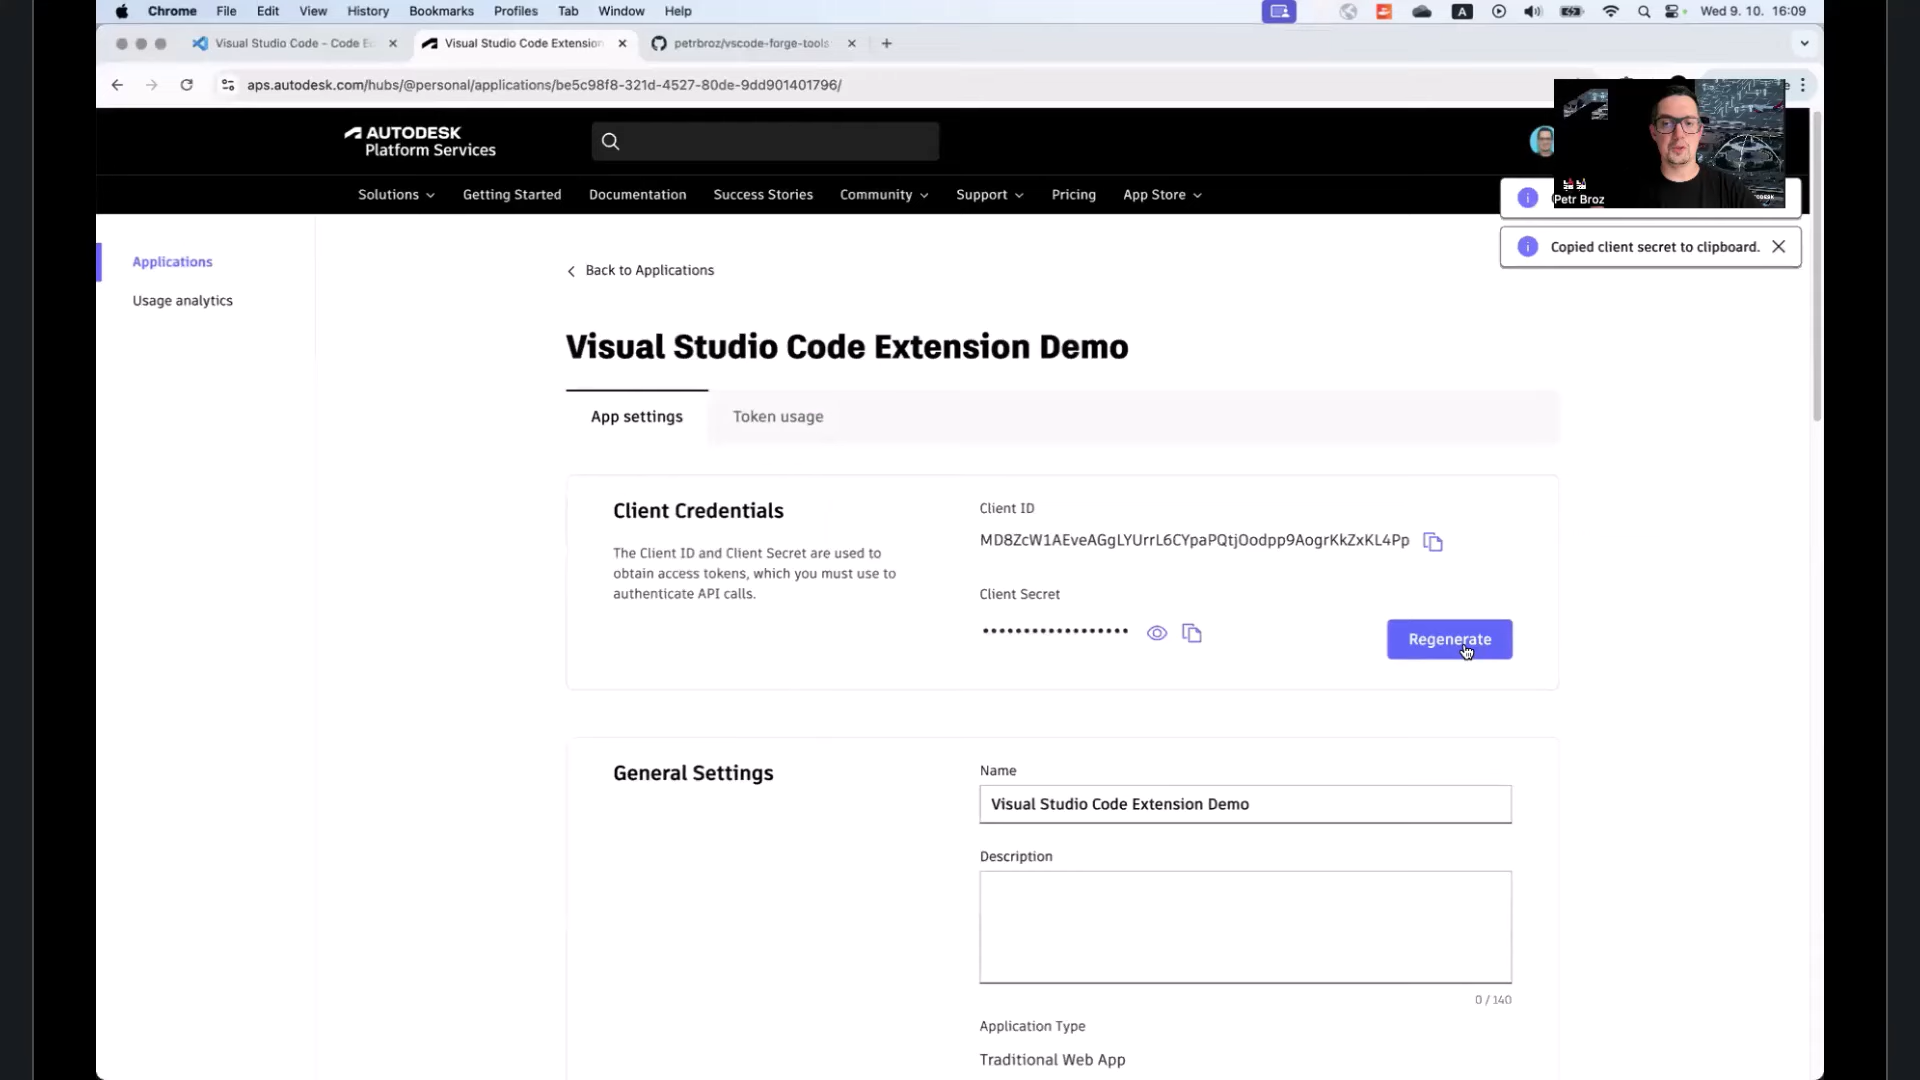 Chrome File Edit View History Bookmarks Profiles Tab Window Help
A Wed 9. 10. 16:09
Visual Studio Code – Code E
Visual Studio Code Extension
petrbroz/vscode-forge-tools
aps.autodesk.com/hubs/@personal/applications/be5c98f8-321d-4527-80de-9dd901401796/
AUTODESK
Platform Services
Solutions Getting Started Documentation Success Stories Community Support Pricing App Store
Petr Broz
Copied client secret to clipboard.
Applications
Usage analytics
Back to Applications
Visual Studio Code Extension Demo
App settings
Token usage
Client Credentials
The Client ID and Client Secret are used to
obtain access tokens, which you must use to
authenticate API calls.
Client ID
MD8ZcW1AEveAGgLYUrrL6CYpaPQtjOodpp9AogrKkZxKL4Pp
Client Secret
••••••••••••••••••
Regenerate
General Settings
Name
Visual Studio Code Extension Demo
Description
0 / 140
Application Type
Traditional Web App